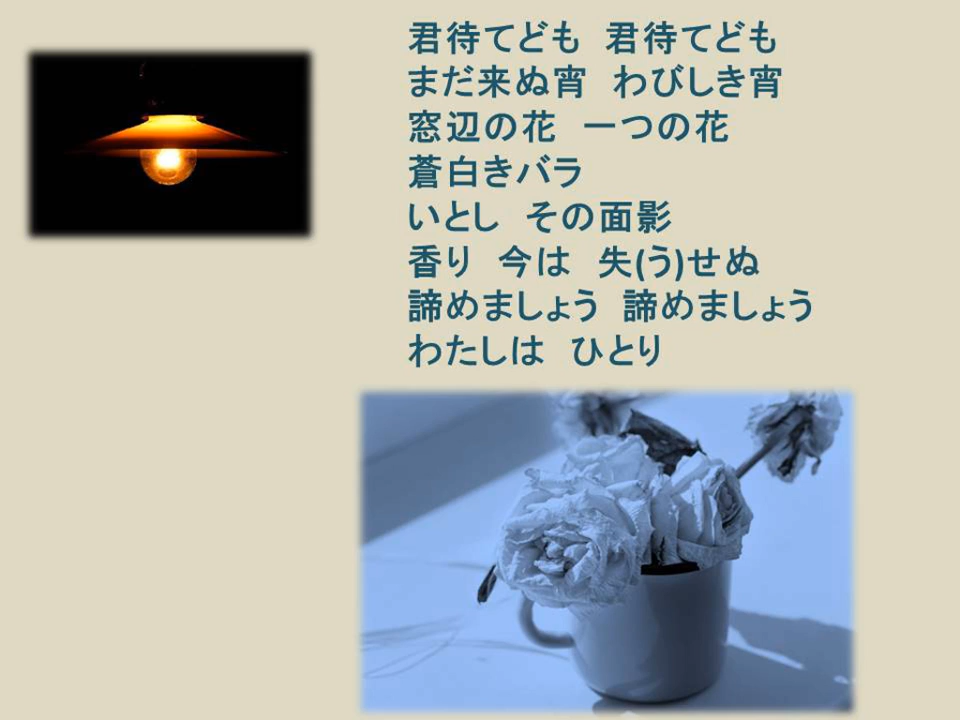 君待てども　君待てども
まだ来ぬ宵　わびしき宵
窓辺の花　一つの花
蒼白きバラ
いとし　その面影
香り　今は　失(う)せぬ
諦めましょう　諦めましょう
わたしは　ひとり